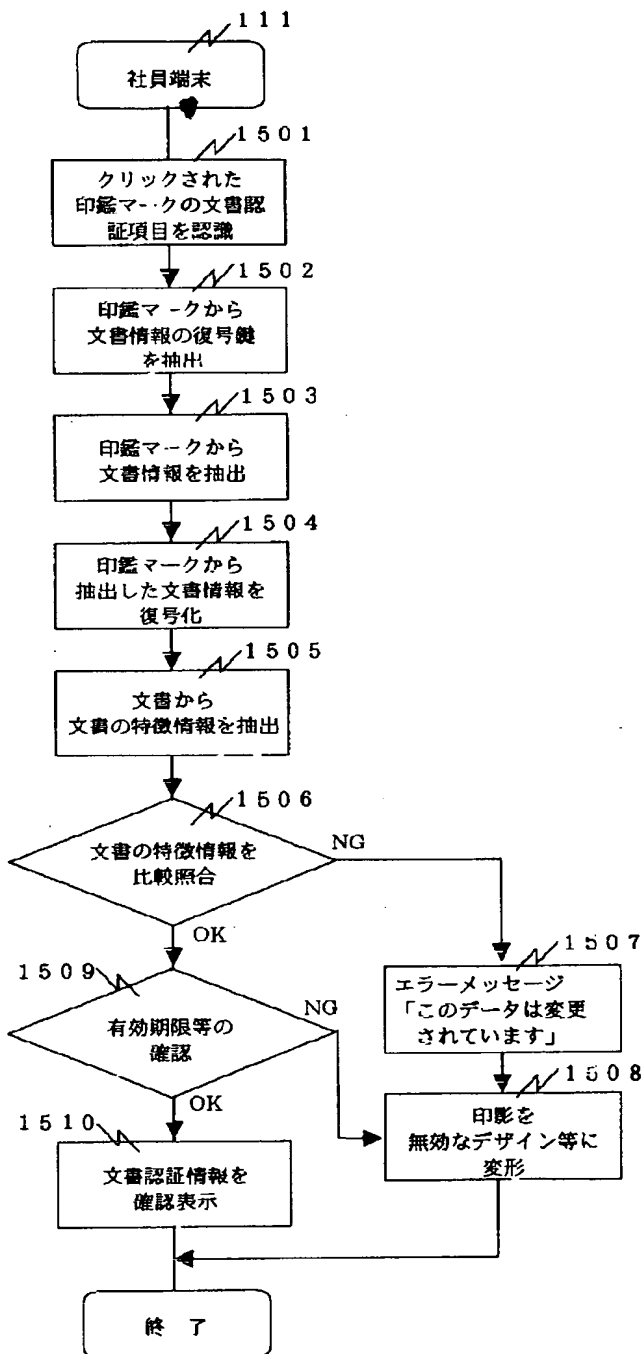 111
社員端末
1501
クリックされた
印鑑マークの文書認
証項目を認識
1502
印鑑マークから
文書情報の復号鍵
を抽出
1503
印鑑マークから
文書情報を抽出
1504
印鑑マークから
抽出した文書情報を
復号化
1505
文書から
文書の特徴情報を抽出
1506
文書の特徴情報を
比較照合
NG
OK
1507
エラーメッセージ
「このデータは変更
されています」
1509
有効期限等の
確認
NG
OK
1508
印影を
無効なデザイン等に
変形
1510
文書認証情報を
確認表示
終 了